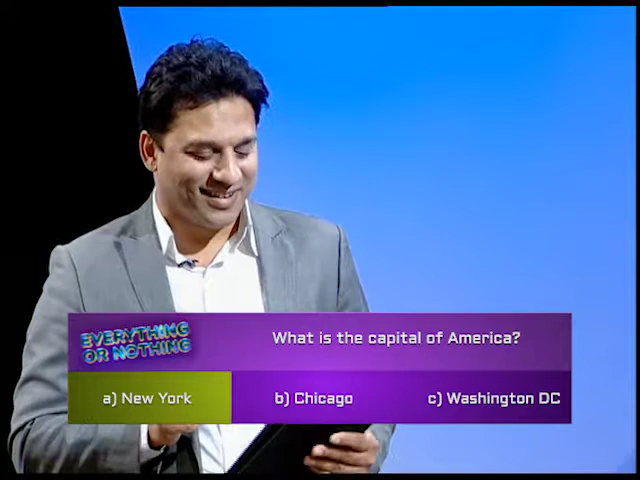 EVERYTHING
OR NOTHING
What is the capital of America?
a) New York
b) Chicago
c) Washington DC